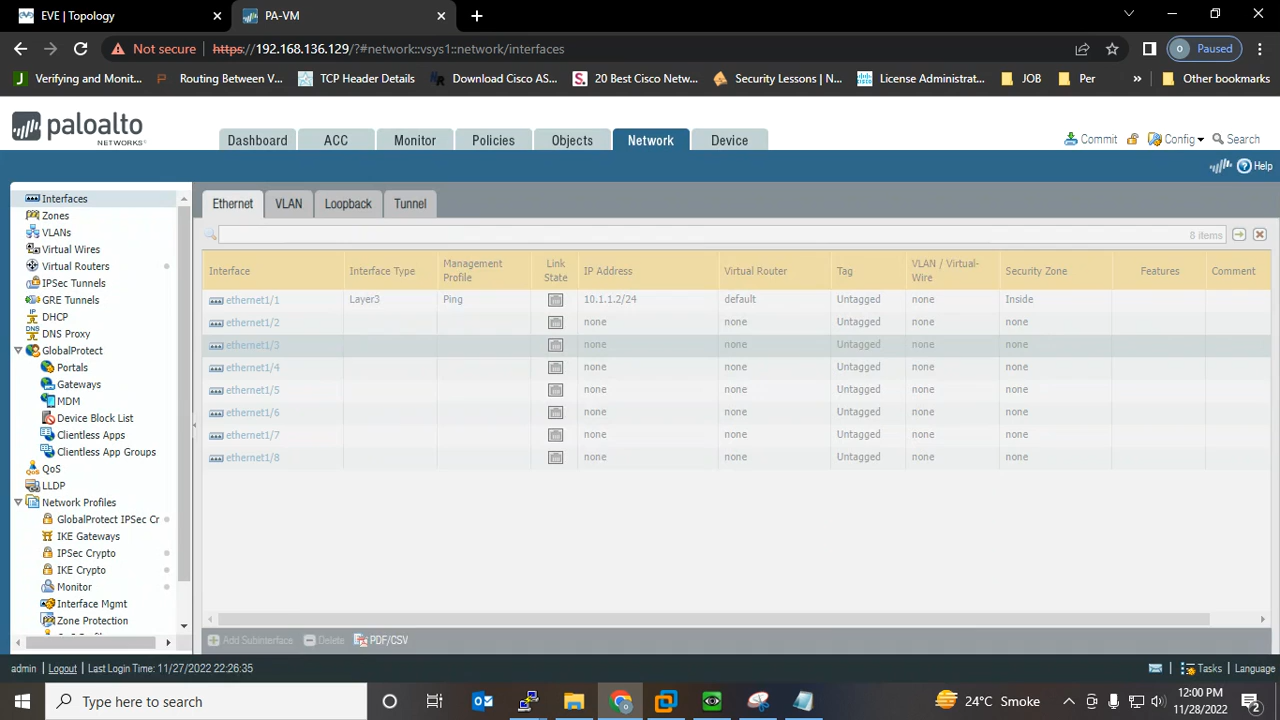 EVE | Topology
PA-VM
Not secure
https://192.168.136.129/?#network::vsys1::network/interfaces
Paused
Verifying and Monit...
Routing Between V...
TCP Header Details
Download Cisco AS...
20 Best Cisco Netw...
Security Lessons | N...
License Administrat...
JOB
Per
»
Other bookmarks
paloalto
NETWORKS
Dashboard
ACC
Monitor
Policies
Objects
Network
Device
Commit
Config
Search
Help
Interfaces
Zones
VLANs
Virtual Wires
Virtual Routers
IPSec Tunnels
GRE Tunnels
DHCP
DNS Proxy
GlobalProtect
Portals
Gateways
MDM
Device Block List
Clientless Apps
Clientless App Groups
QoS
LLDP
Network Profiles
GlobalProtect IPSec Cr
IKE Gateways
IPSec Crypto
IKE Crypto
Monitor
Interface Mgmt
Zone Protection
Ethernet
VLAN
Loopback
Tunnel
8 items
Interface
Interface Type
Management Profile
Link State
IP Address
Virtual Router
Tag
VLAN / Virtual-Wire
Security Zone
Features
Comment
ethernet1/1 Layer3 Ping 10.1.1.2/24 default Untagged none Inside
ethernet1/2 none none Untagged none none
ethernet1/3 none none Untagged none none
ethernet1/4 none none Untagged none none
ethernet1/5 none none Untagged none none
ethernet1/6 none none Untagged none none
ethernet1/7 none none Untagged none none
ethernet1/8 none none Untagged none none
Add Subinterface
Delete
PDF/CSV
admin | Logout | Last Login Time: 11/27/2022 22:26:35
Tasks | Language
Type here to search
24°C Smoke
12:00 PM
11/28/2022
2